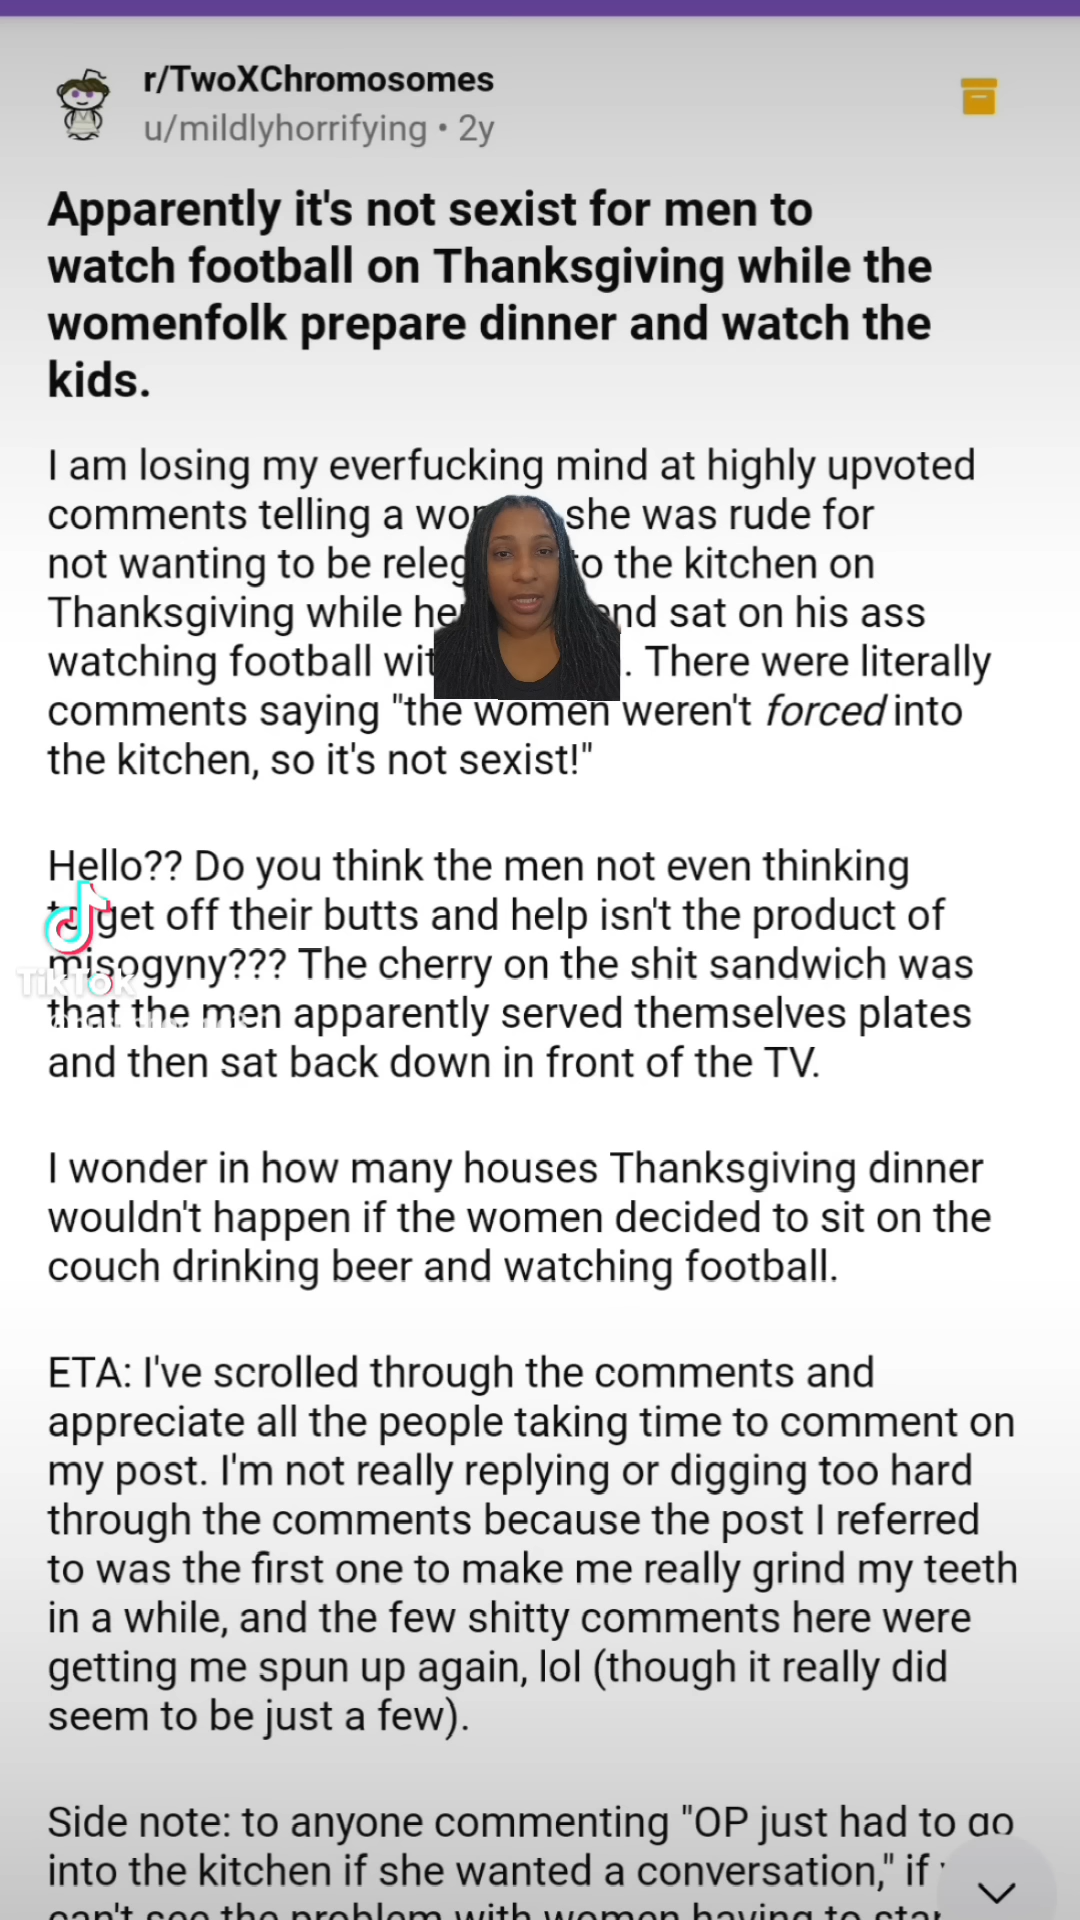 r/TwoXChromosomes
u/mildlyhorrifying • 2y
Apparently it's not sexist for men to
watch football on Thanksgiving while the
womenfolk prepare dinner and watch the
kids.
I am losing my everfucking mind at highly upvoted
comments telling a she was rude for
not wanting to be to the kitchen on
Thanksgiving while sat on his ass
watching football There were literally
comments saying "the women weren't forced into
the kitchen, so it's not sexist!"
Hello?? Do you think the men not even thinking
to get off their butts and help isn't the product of
misogyny??? The cherry on the shit sandwich was
TikTok
that the men apparently served themselves plates
and then sat back down in front of the TV.
I wonder in how many houses Thanksgiving dinner
wouldn't happen if the women decided to sit on the
couch drinking beer and watching football.
ETA: I've scrolled through the comments and
appreciate all the people taking time to comment on
my post. I'm not really replying or digging too hard
through the comments because the post I referred
to was the first one to make me really grind my teeth
in a while, and the few shitty comments here were
getting me spun up again, lol (though it really did
seem to be just a few).
Side note: to anyone commenting "OP just had to go
into the kitchen if she wanted a conversation," if
can't see the problem with women having to